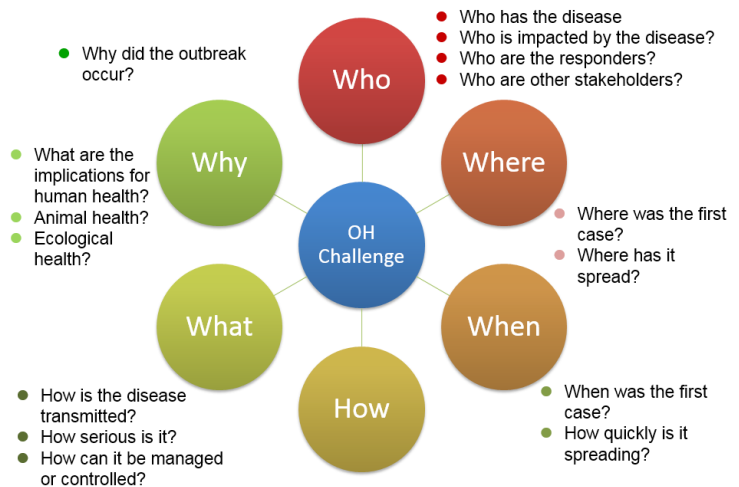 Who has the disease
Who is impacted by the disease?
Who are the responders?
Who are other stakeholders?
Why did the outbreak
occur?
Who
Why
Where
What are the
implications for
human health?
Animal health?
Ecological
health?
OH
Challenge
Where was the first
case?
Where has it
spread?
What
When
How
How is the disease
transmitted?
How serious is it?
How can it be managed
or controlled?
When was the first
case?
How quickly is it
spreading?